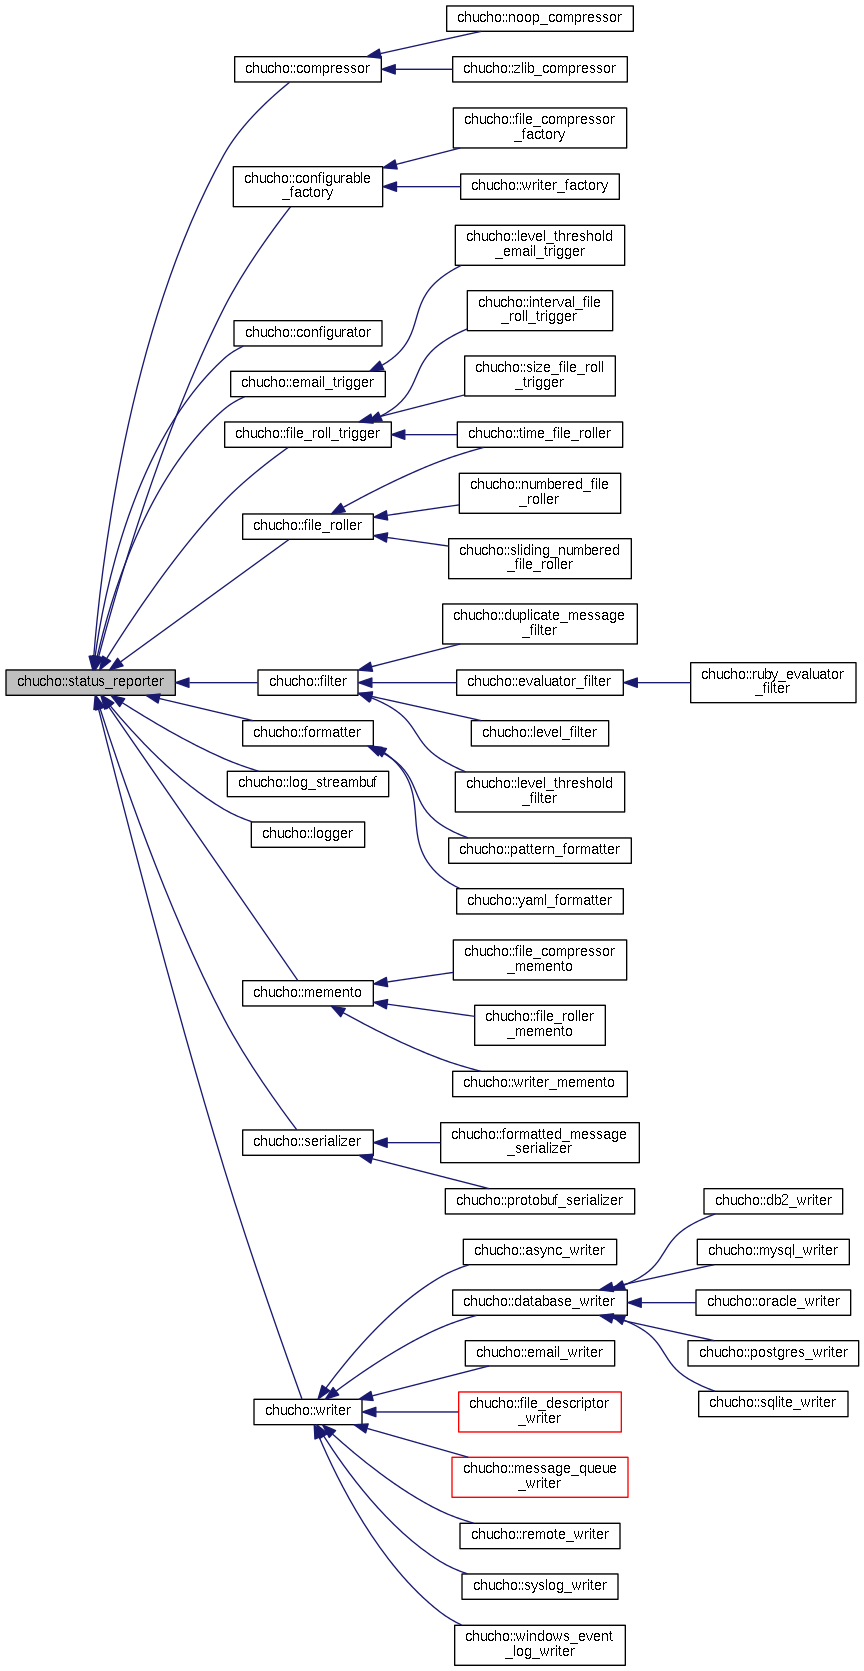 chucho::noop_compressor
chucho::compressor
chucho::zlib_compressor
chucho::file_compressor
_factory
chucho::configurable
_factory
chucho::writer_factory
chucho::level_threshold
_email_trigger
chucho::interval_file
_roll_trigger
chucho::configurator
chucho::size_file_roll
_trigger
chucho::email_trigger
chucho::file_roll_trigger
chucho::time_file_roller
chucho::numbered_file
_roller
chucho::file_roller
chucho::sliding_numbered
_file_roller
chucho::duplicate_message
_filter
chucho::status_reporter
chucho::filter
chucho::evaluator_filter
chucho::ruby_evaluator
_filter
chucho::formatter
chucho::level_filter
chucho::log_streambuf
chucho::level_threshold
_filter
chucho::logger
chucho::pattern_formatter
chucho::yaml_formatter
chucho::file_compressor
_memento
chucho::memento
chucho::file_roller
_memento
chucho::writer_memento
chucho::serializer
chucho::formatted_message
_serializer
chucho::protobuf_serializer
chucho::db2_writer
chucho::async_writer
chucho::mysql_writer
chucho::database_writer
chucho::oracle_writer
chucho::email_writer
chucho::postgres_writer
chucho::sqlite_writer
chucho::writer
chucho::file_descriptor
_writer
chucho::message_queue
_writer
chucho::remote_writer
chucho::syslog_writer
chucho::windows_event
_log_writer